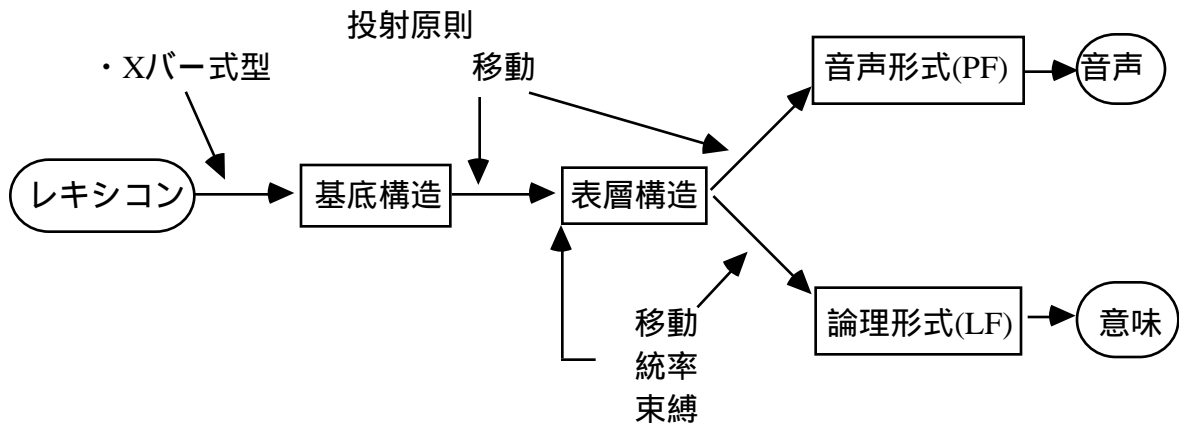 投射原則
・Xバー式型
移動
音声形式(PF)
音声
レキシコン
基底構造
表層構造
移動
統率
束縛
論理形式(LF)
意味